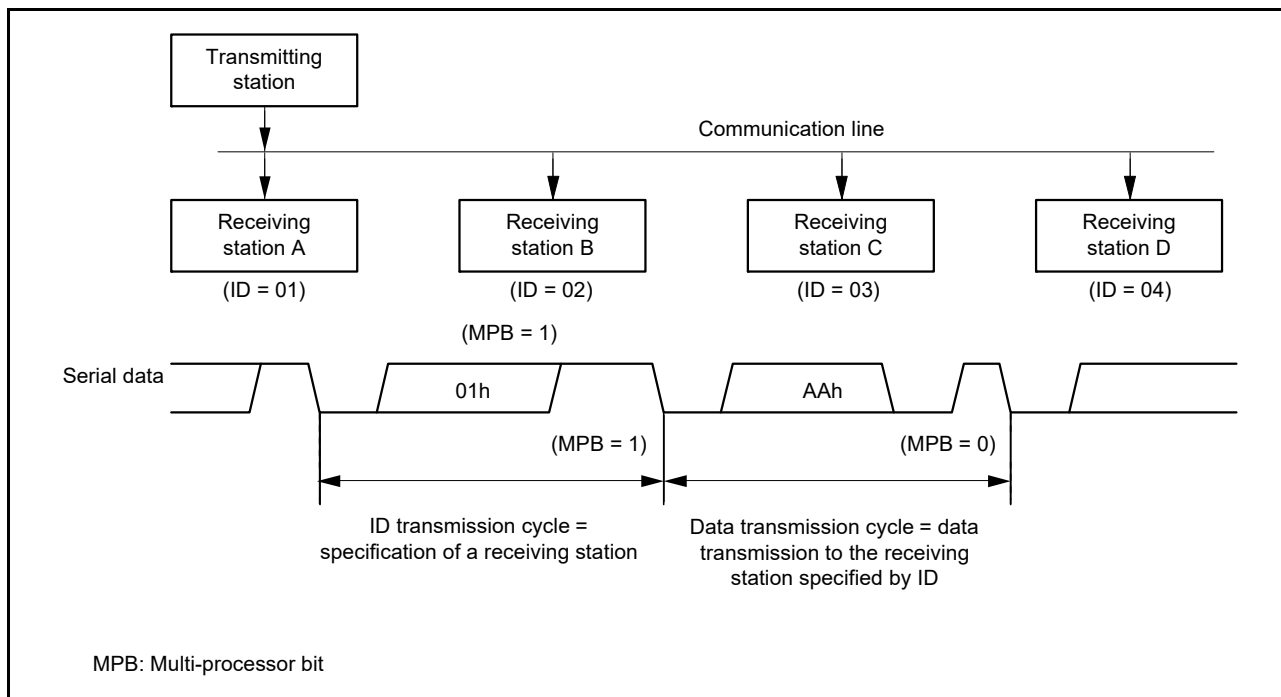 Transmitting
station
Communication line
Receiving
station A
Receiving
station B
Receiving
station C
Receiving
station D
(ID = 01)
(ID = 02)
(ID = 03)
(ID = 04)
(MPB = 1)
Serial data
01h
AAh
(MPB = 1)
(MPB = 0)
ID transmission cycle =
specification of a receiving station
Data transmission cycle = data
transmission to the receiving
station specified by ID
MPB: Multi-processor bit